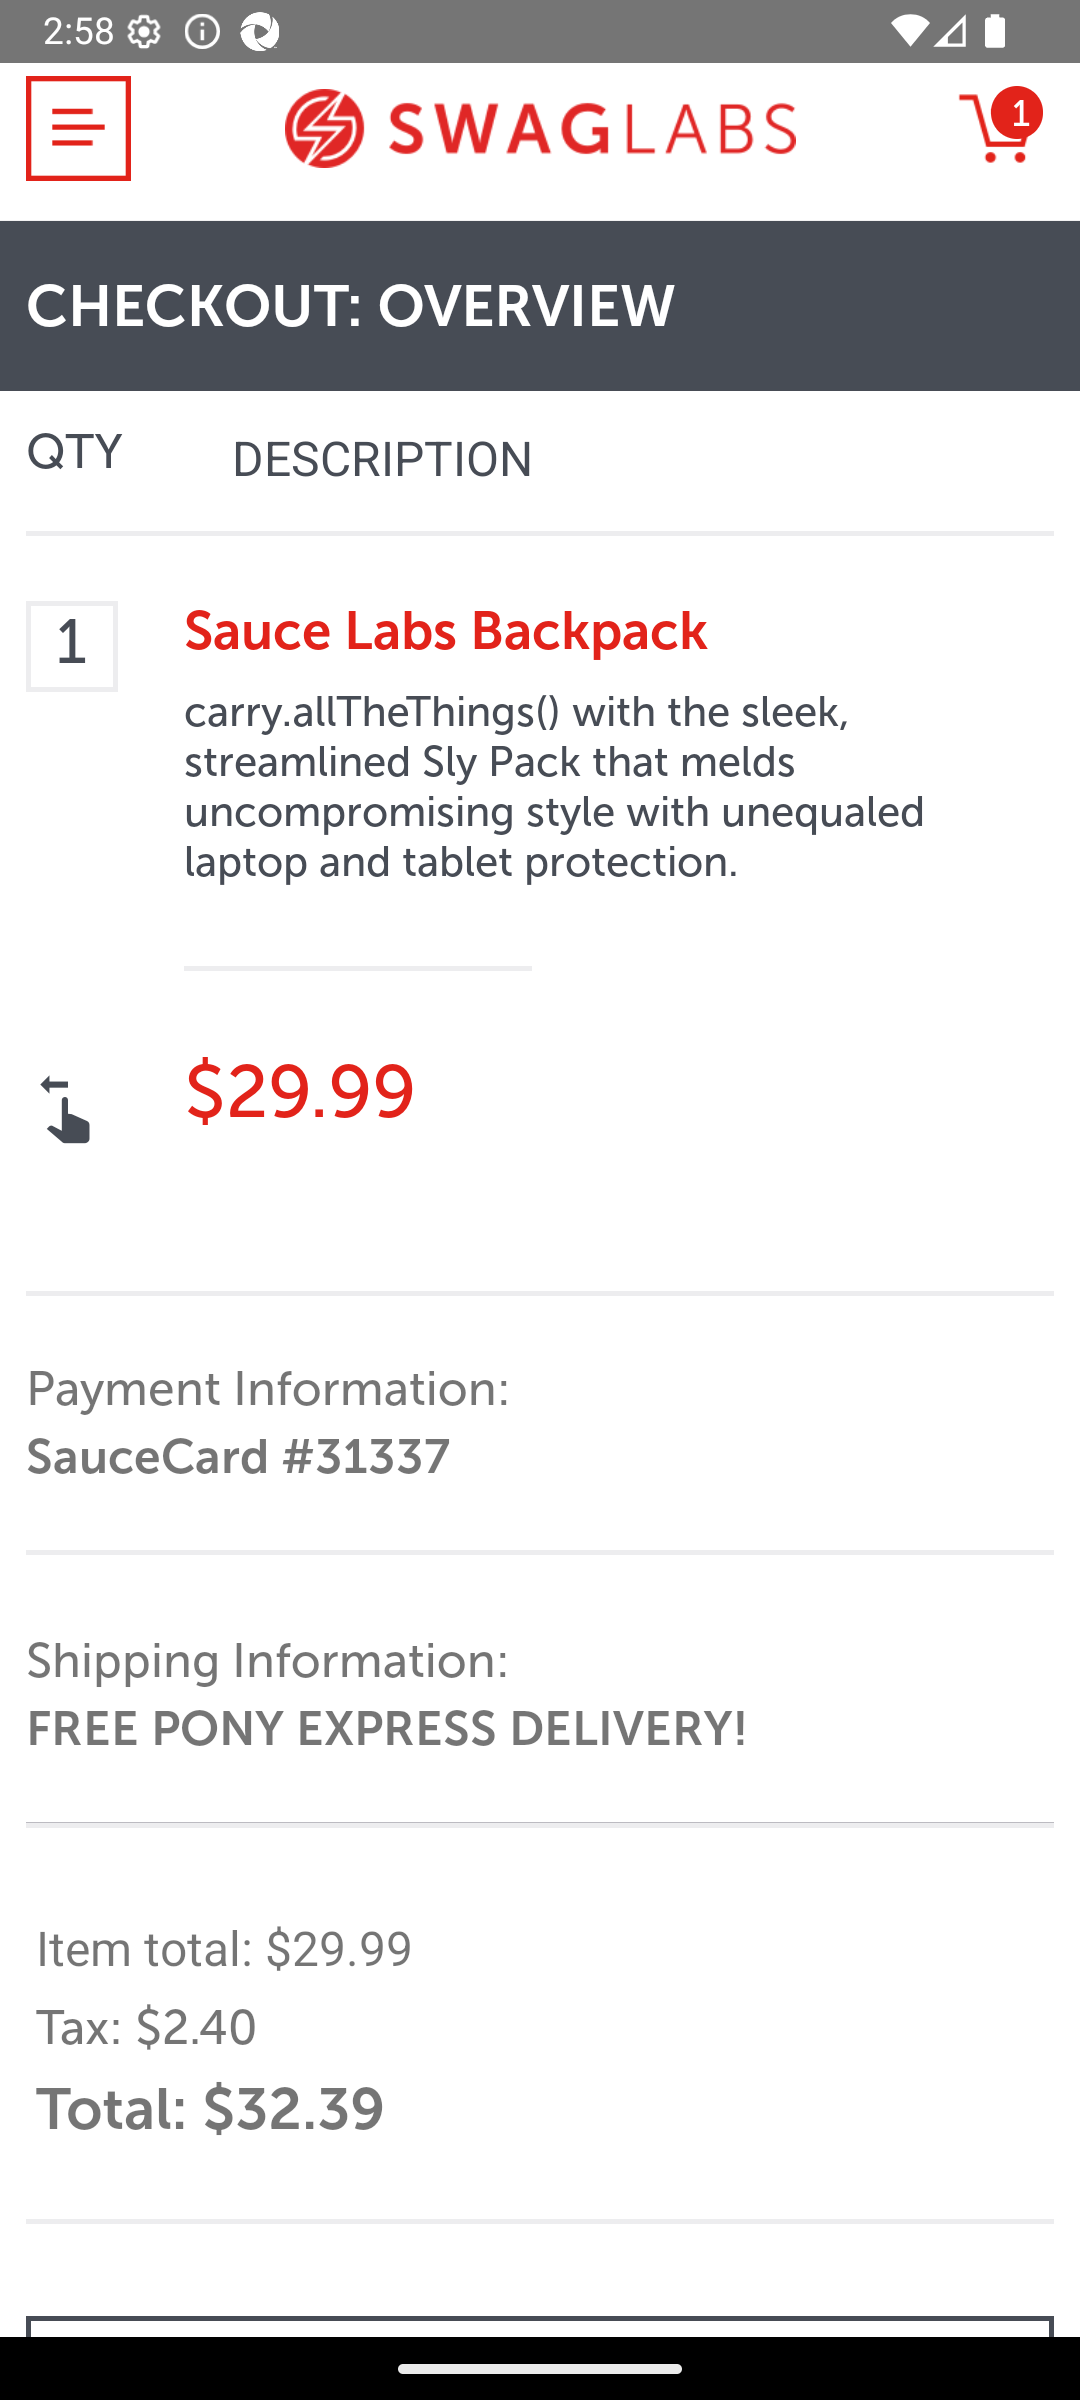 2:58
SWAGLABS
1
CHECKOUT: OVERVIEW
QTY DESCRIPTION
1
Sauce Labs Backpack
carry.allTheThings() with the sleek,
streamlined Sly Pack that melds
uncompromising style with unequaled
laptop and tablet protection.
$29.99
Payment Information:
SauceCard #31337
Shipping Information:
FREE PONY EXPRESS DELIVERY!
Item total: $29.99
Tax: $2.40
Total: $32.39